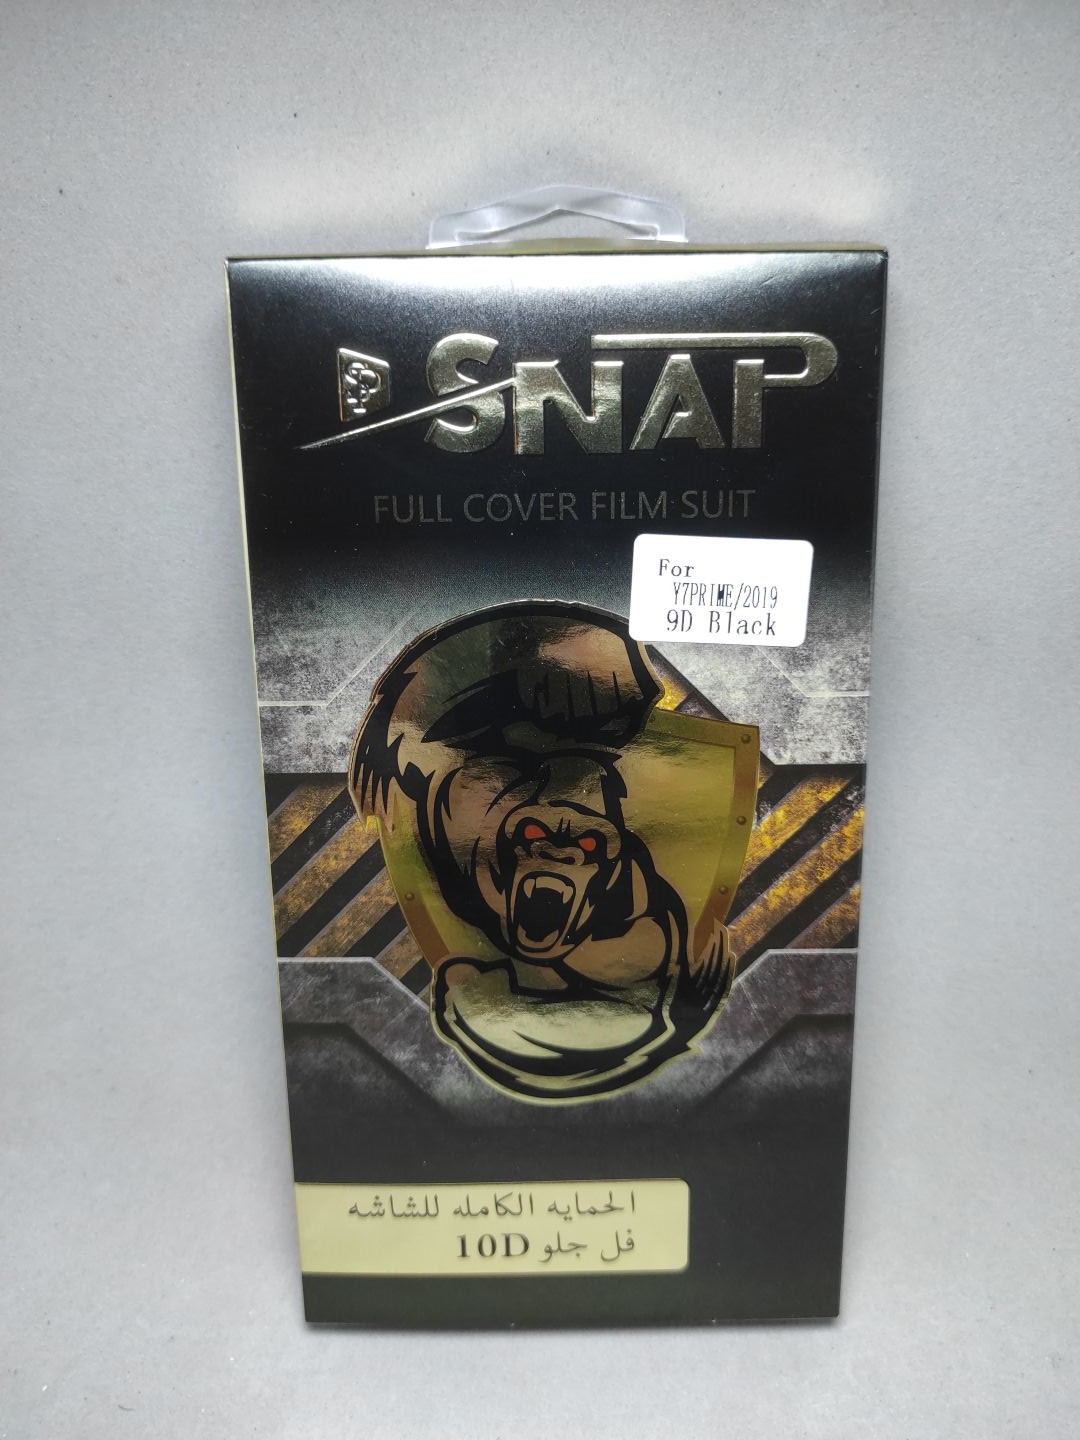 SNAP
FULL COVER FILM SUIT
For
Y7PRIME/2019
9D Black
الحمايه الكامله للشاشه
فل جلو 10D